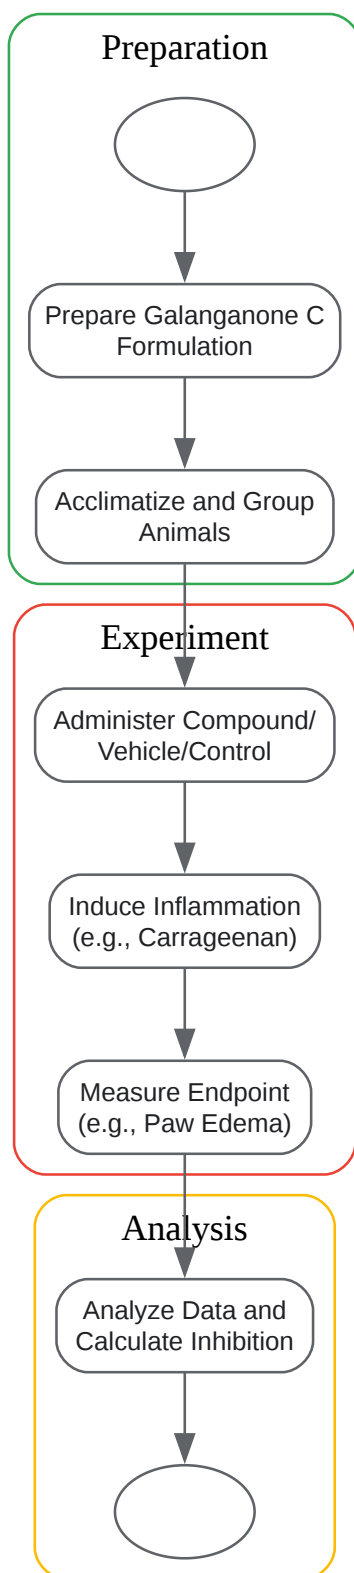 Preparation
Prepare Galanganone C
Formulation
Acclimatize and Group
Animals
Experiment
Administer Compound/
Vehicle/Control
Induce Inflammation
(e.g., Carrageenan)
Measure Endpoint
(e.g., Paw Edema)
Analysis
Analyze Data and
Calculate Inhibition